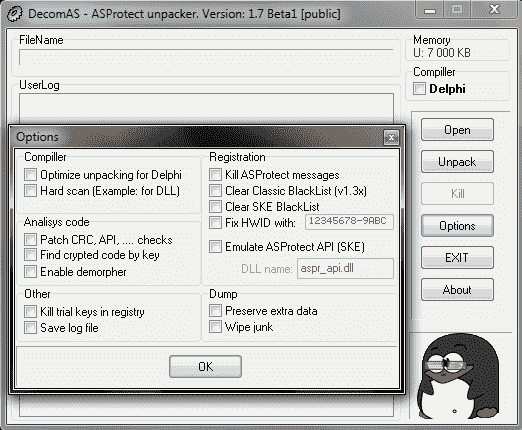 DecomAS - ASProtect unpacker. Version: 1.7 Beta1 [public]
FileName
Memory
U: 7 000 KB
Compiller
Delphi
UserLog
Open
Unpack
Kill
Options
EXIT
About
Options
Compiller
Optimize unpacking for Delphi
Hard scan (Example: for DLL)
Analisys code
Patch CRC, API, .... checks
Find crypted code by key
Enable demorpher
Other
Kill trial keys in registry
Save log file
Registration
Kill ASProtect messages
Clear Classic BlackList (v1.3x)
Clear SKE BlackList
Fix HWID with: 12345678-9ABC
Emulate ASProtect API (SKE)
DLL name: aspr_api.dll
Dump
Preserve extra data
Wipe junk
OK